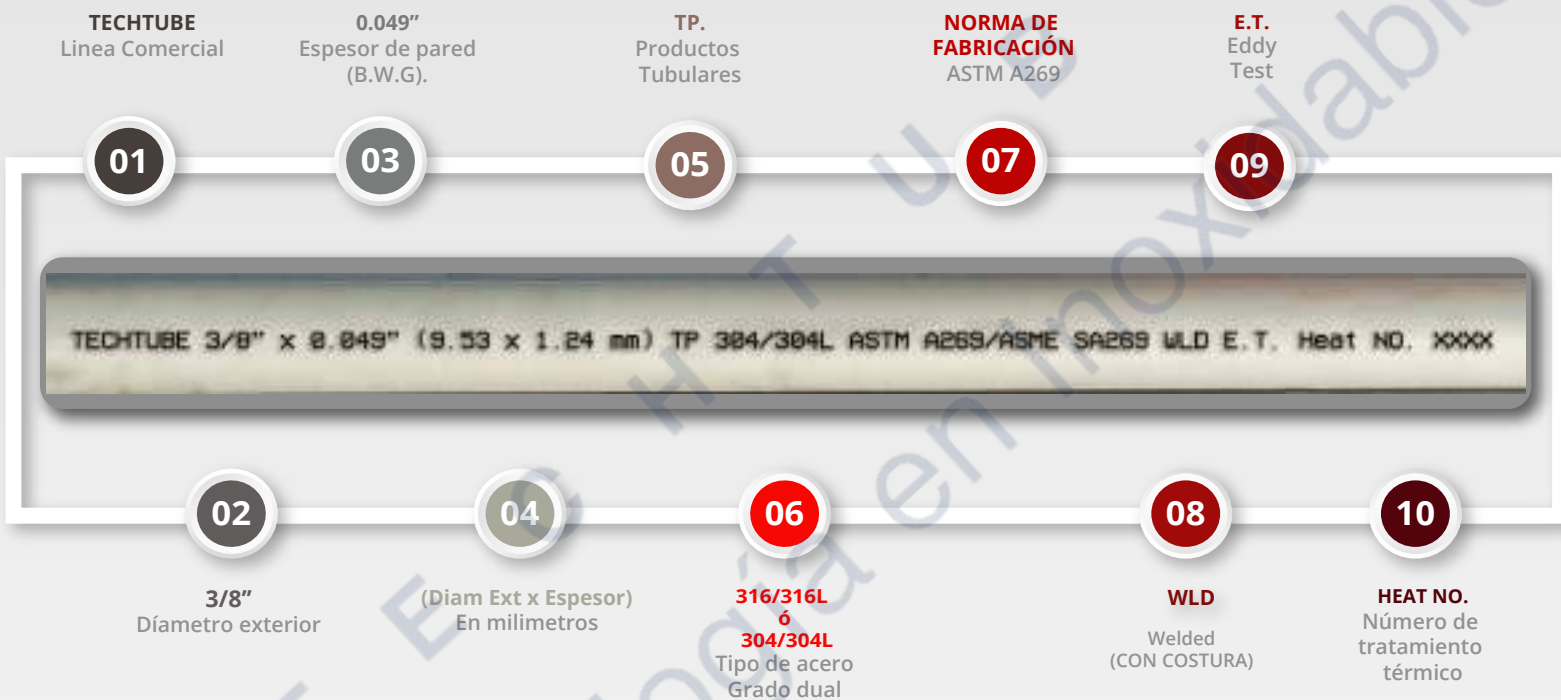 TECHTUBE
Linea Comercial
0.049”
Espesor de pared
(B.W.G).
TP.
Productos
Tubulares
NORMA DE
FABRICACIÓN
ASTM A269
E.T.
Eddy
Test
01
03
05
07
09
TECHTUBE 3/8" x 0.049" (9.53 x 1.24 mm) TP 304/304L ASTM A269/ASME SA269 WLD E.T. Heat NO. XXXX
02
04
06
08
10
3/8”
Díametro exterior
(Diam Ext x Espesor)
En milimetros
316/316L
ó
304/304L
Tipo de acero
Grado dual
WLD
Welded
(CON COSTURA)
HEAT NO.
Número de
tratamiento
térmico
E C H T U B
logía en Inoxidable